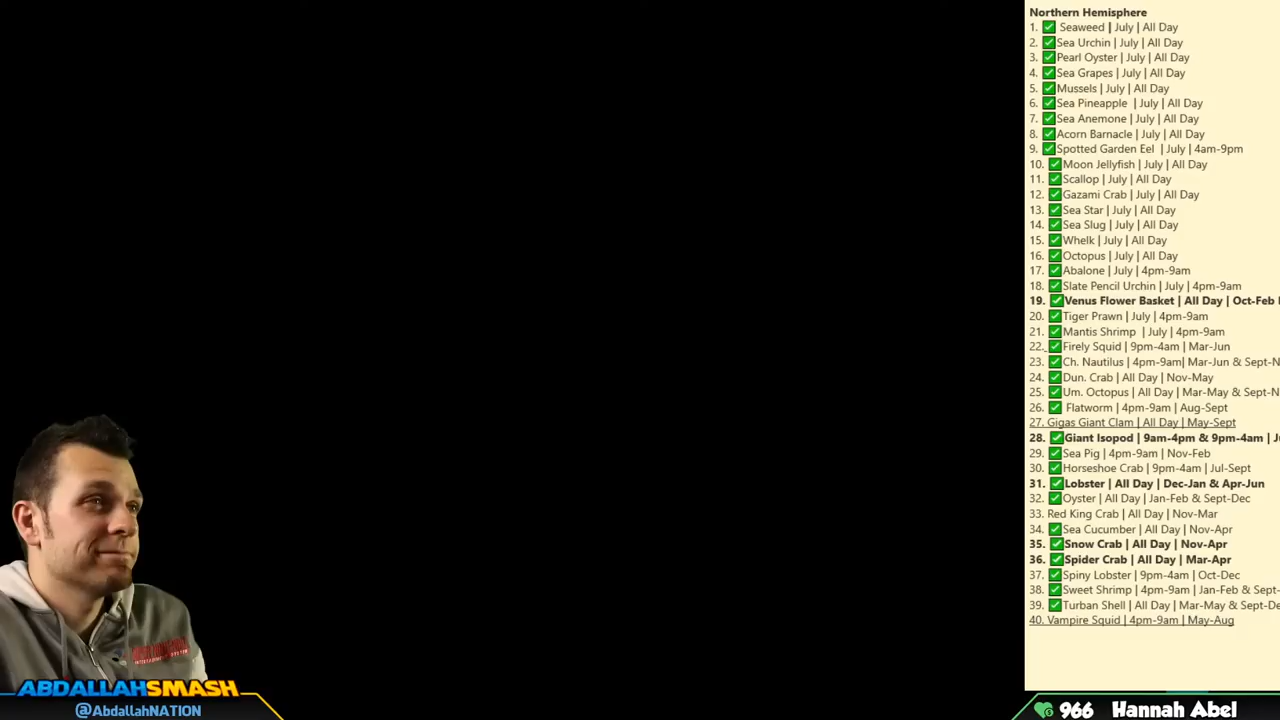 Northern Hemisphere
1. ✅ Seaweed | July | All Day
2. ✅Sea Urchin | July | All Day
3. ✅Pearl Oyster | July | All Day
4. ✅Sea Grapes | July | All Day
5. ✅Mussels | July | All Day
6. ✅Sea Pineapple | July | All Day
7. ✅Sea Anemone | July | All Day
8. ✅Acorn Barnacle | July | All Day
9. ✅Spotted Garden Eel | July | 4am-9pm
10. ✅Moon Jellyfish | July | All Day
11. ✅Scallop | July | All Day
12. ✅Gazami Crab | July | All Day
13. ✅Sea Star | July | All Day
14. ✅Sea Slug | July | All Day
15. ✅Whelk | July | All Day
16. ✅Octopus | July | All Day
17. ✅Abalone | July | 4pm-9am
18. ✅Slate Pencil Urchin | July | 4pm-9am
19. ✅Venus Flower Basket | All Day | Oct-Feb
20. ✅Tiger Prawn | July | 4pm-9am
21. ✅Mantis Shrimp | July | 4pm-9am
22. ✅Firely Squid | 9pm-4am | Mar-Jun
23. ✅Ch. Nautilus | 4pm-9am| Mar-Jun & Sept-N
24. ✅Dun. Crab | All Day | Nov-May
25. ✅Um. Octopus | All Day | Mar-May & Sept-N
26. ✅ Flatworm | 4pm-9am | Aug-Sept
27. Gigas Giant Clam | All Day | May-Sept
28. ✅Giant Isopod | 9am-4pm & 9pm-4am | Ju
29. ✅Sea Pig | 4pm-9am | Nov-Feb
30. ✅Horseshoe Crab | 9pm-4am | Jul-Sept
31. ✅Lobster | All Day | Dec-Jan & Apr-Jun
32. ✅Oyster | All Day | Jan-Feb & Sept-Dec
33. Red King Crab | All Day | Nov-Mar
34. ✅Sea Cucumber | All Day | Nov-Apr
35. ✅Snow Crab | All Day | Nov-Apr
36. ✅Spider Crab | All Day | Mar-Apr
37. ✅Spiny Lobster | 9pm-4am | Oct-Dec
38. ✅Sweet Shrimp | 4pm-9am | Jan-Feb & Sept-
39. ✅Turban Shell | All Day | Mar-May & Sept-De
40. Vampire Squid | 4pm-9am | May-Aug
ABDALLAHSMASH
@AbdallahNATION
966 Hannah Abel